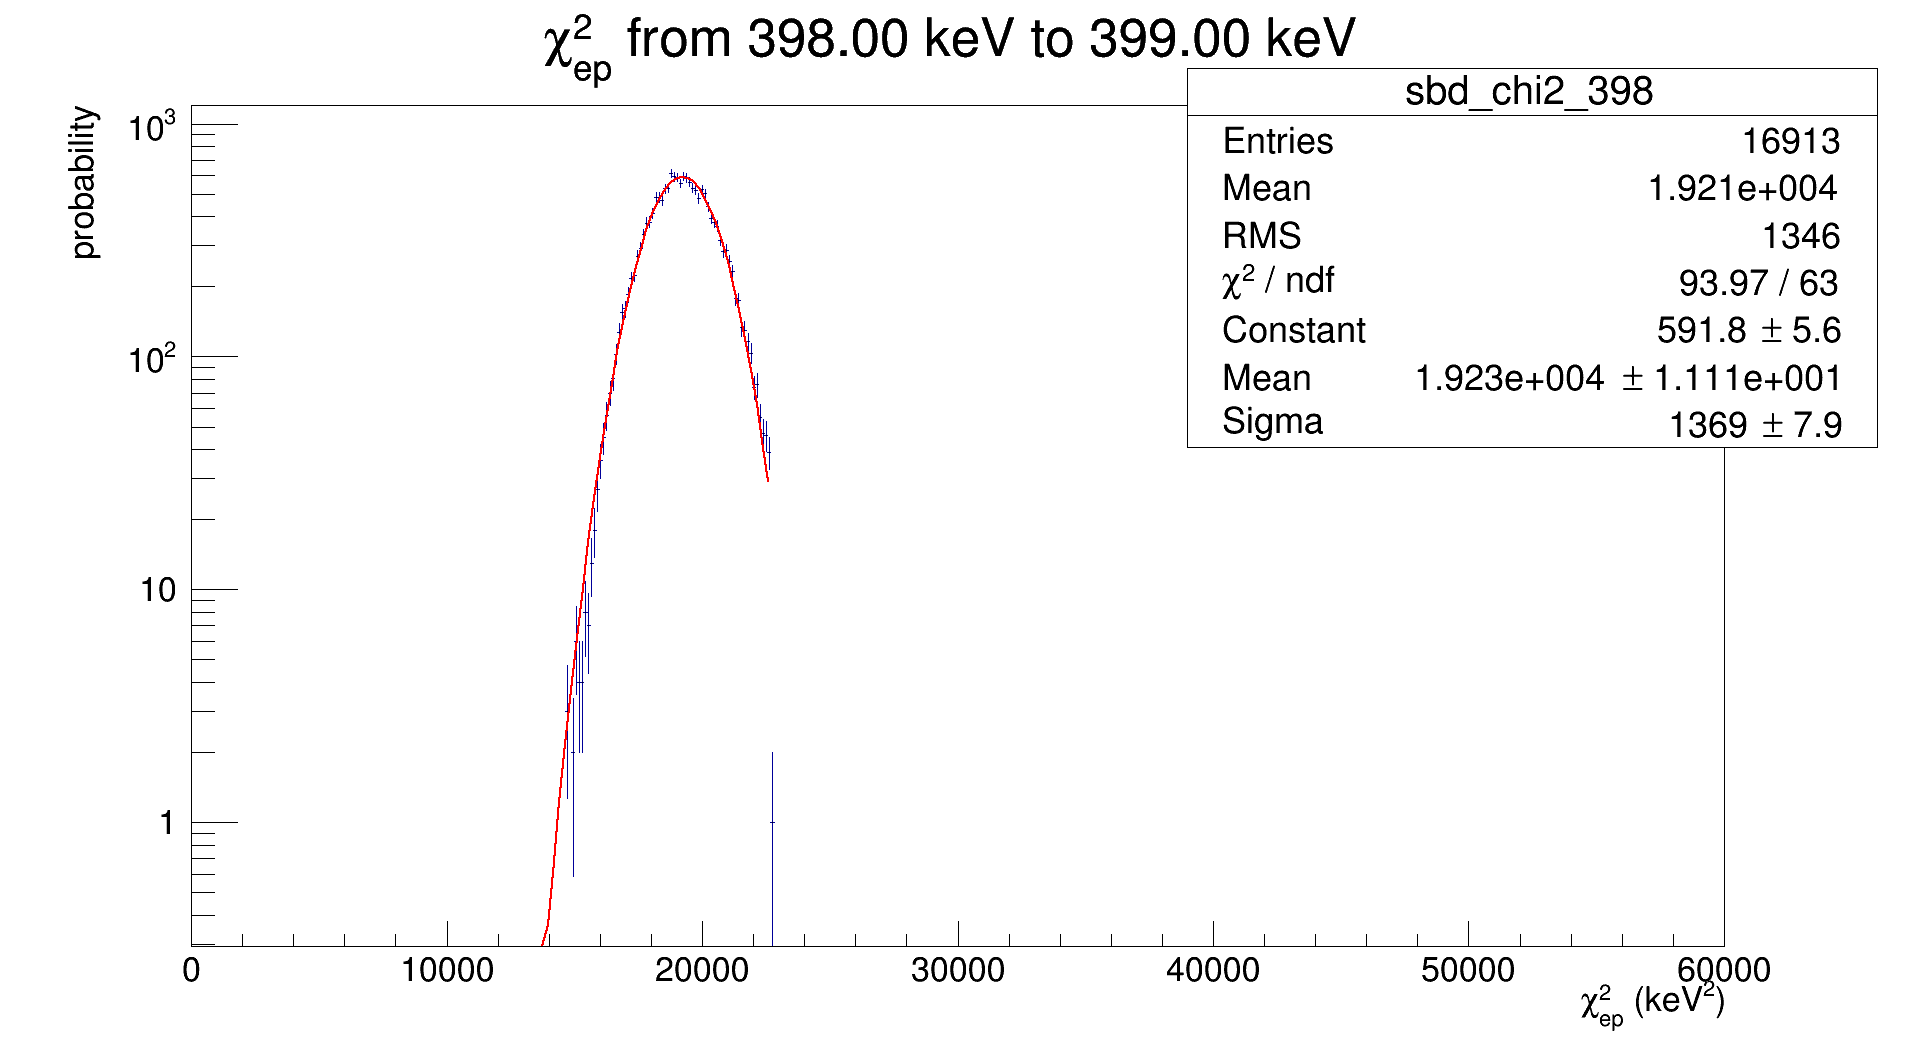 χ²ep from 398.00 keV to 399.00 keV
sbd_chi2_398
Entries 16913
Mean 1.921e+004
RMS 1346
χ² / ndf 93.97 / 63
Constant 591.8 ± 5.6
Mean 1.923e+004 ± 1.111e+001
Sigma 1369 ± 7.9
probability
10³
10²
10
1
0 10000 20000 30000 40000 50000 60000
χ²ep (keV²)